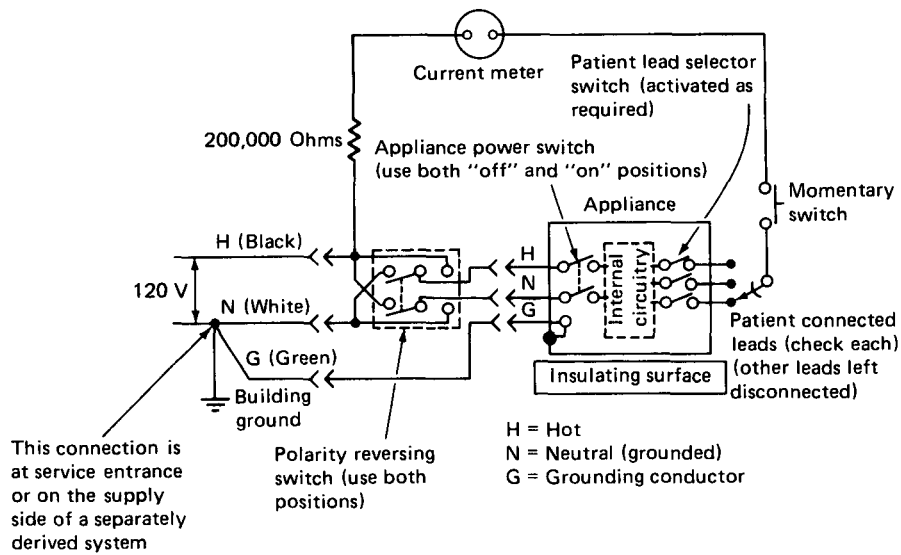 Current meter
Patient lead selector
switch (activated as
required)
200,000 Ohms
Appliance power switch
(use both "off" and "on" positions)
Appliance
Momentary
switch
H (Black)
H
120 V
N (White)
N
G
Internal
circuitry
G (Green)
Building
ground
Insulating surface
Patient connected
leads (check each)
(other leads left
disconnected)
This connection is
at service entrance
or on the supply
side of a separately
derived system
Polarity reversing
switch (use both
positions)
H = Hot
N = Neutral (grounded)
G = Grounding conductor